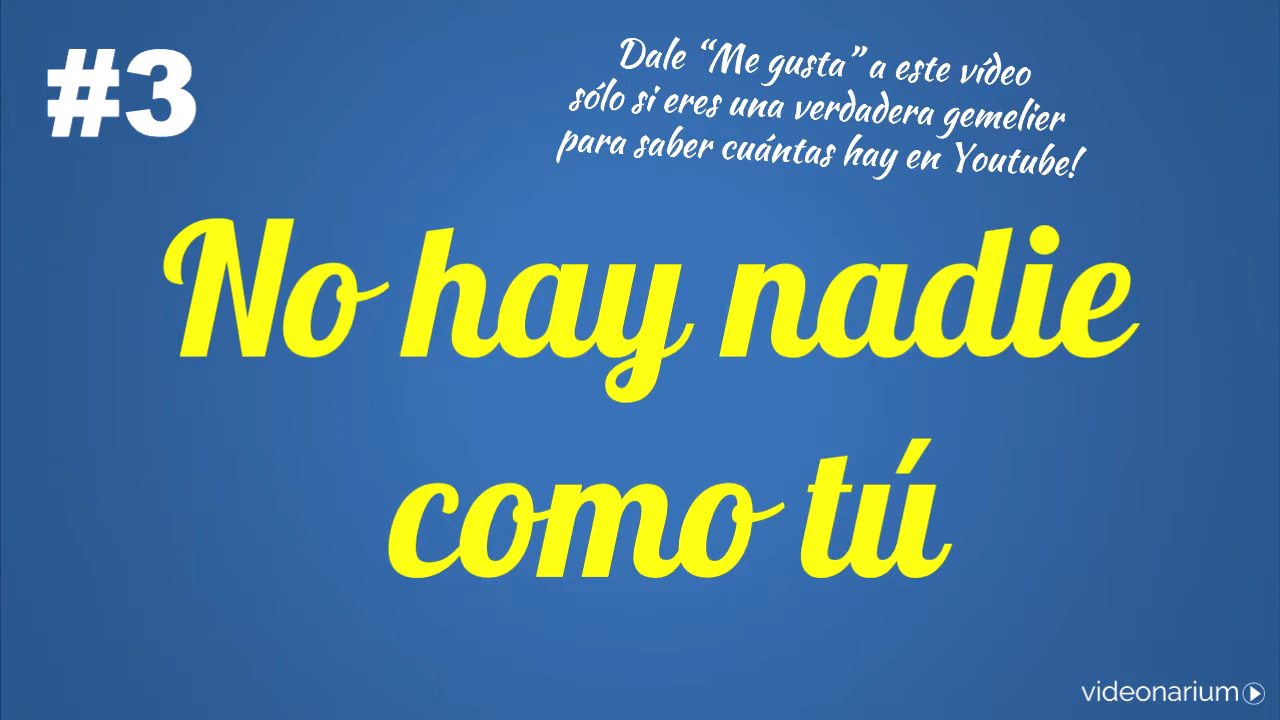 #3
Dale “Me gusta” a este vídeo
sólo si eres una verdadera gemelier
para saber cuántas hay en Youtube!
No hay nadie
como tú
videonarium